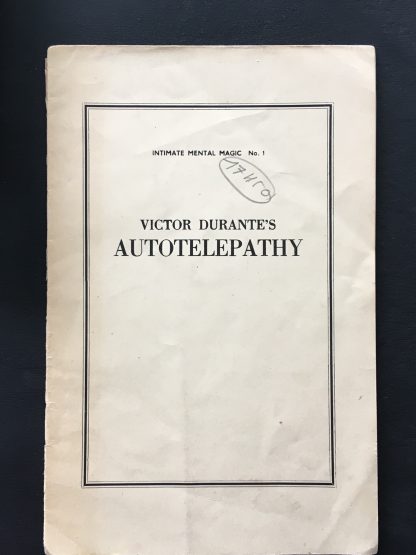 INTIMATE MENTAL MAGIC No. 1
VICTOR DURANTE'S
AUTOTELEPATHY